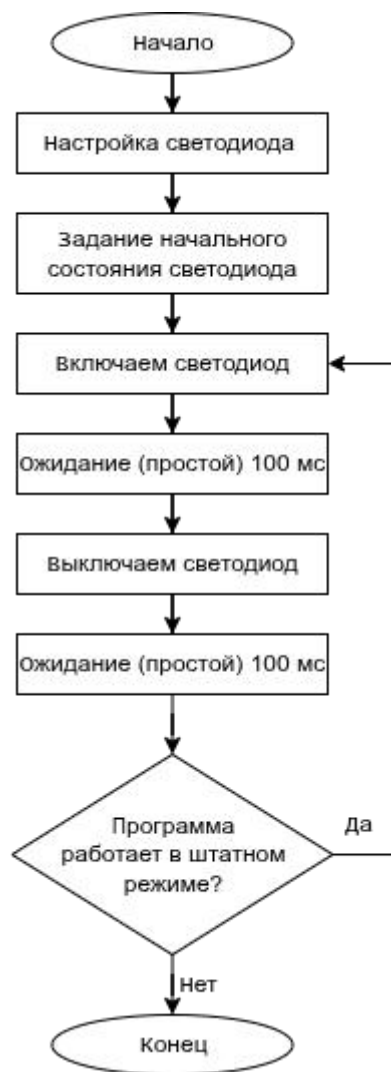 Начало
Настройка светодиода
Задание начального
состояния светодиода
Включаем светодиод
Ожидание (простой) 100 мс
Выключаем светодиод
Ожидание (простой) 100 мс
Программа
работает в штатном
режиме?
Да
Нет
Конец